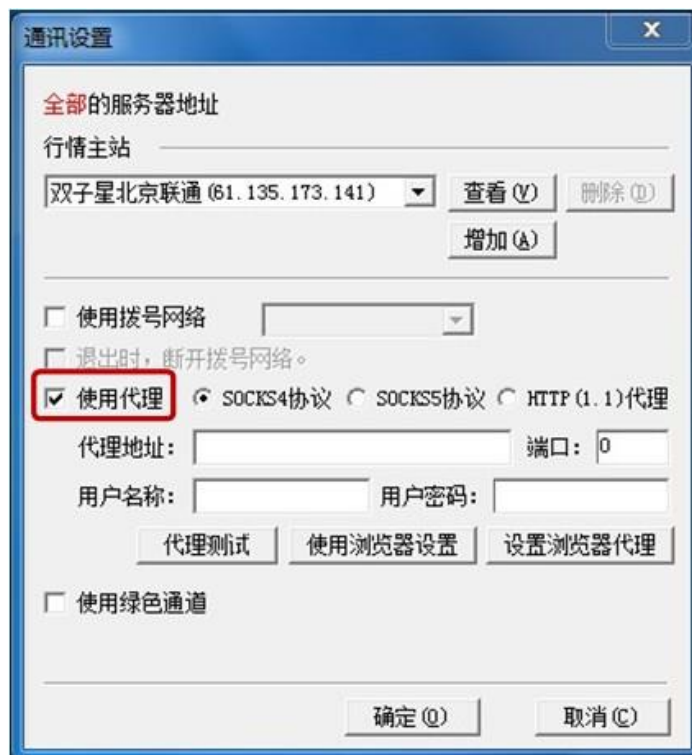 通讯设置
全部的服务器地址
行情主站
双子星北京联通(61.135.173.141) 查看(V) 删除(D)
增加(A)
使用拨号网络
退出时，断开拨号网络。
使用代理 SOCKS4协议 SOCKS5协议 HTTP(1.1)代理
代理地址： 端口： 0
用户名称： 用户密码：
代理测试 使用浏览器设置 设置浏览器代理
使用绿色通道
确定(O) 取消(C)